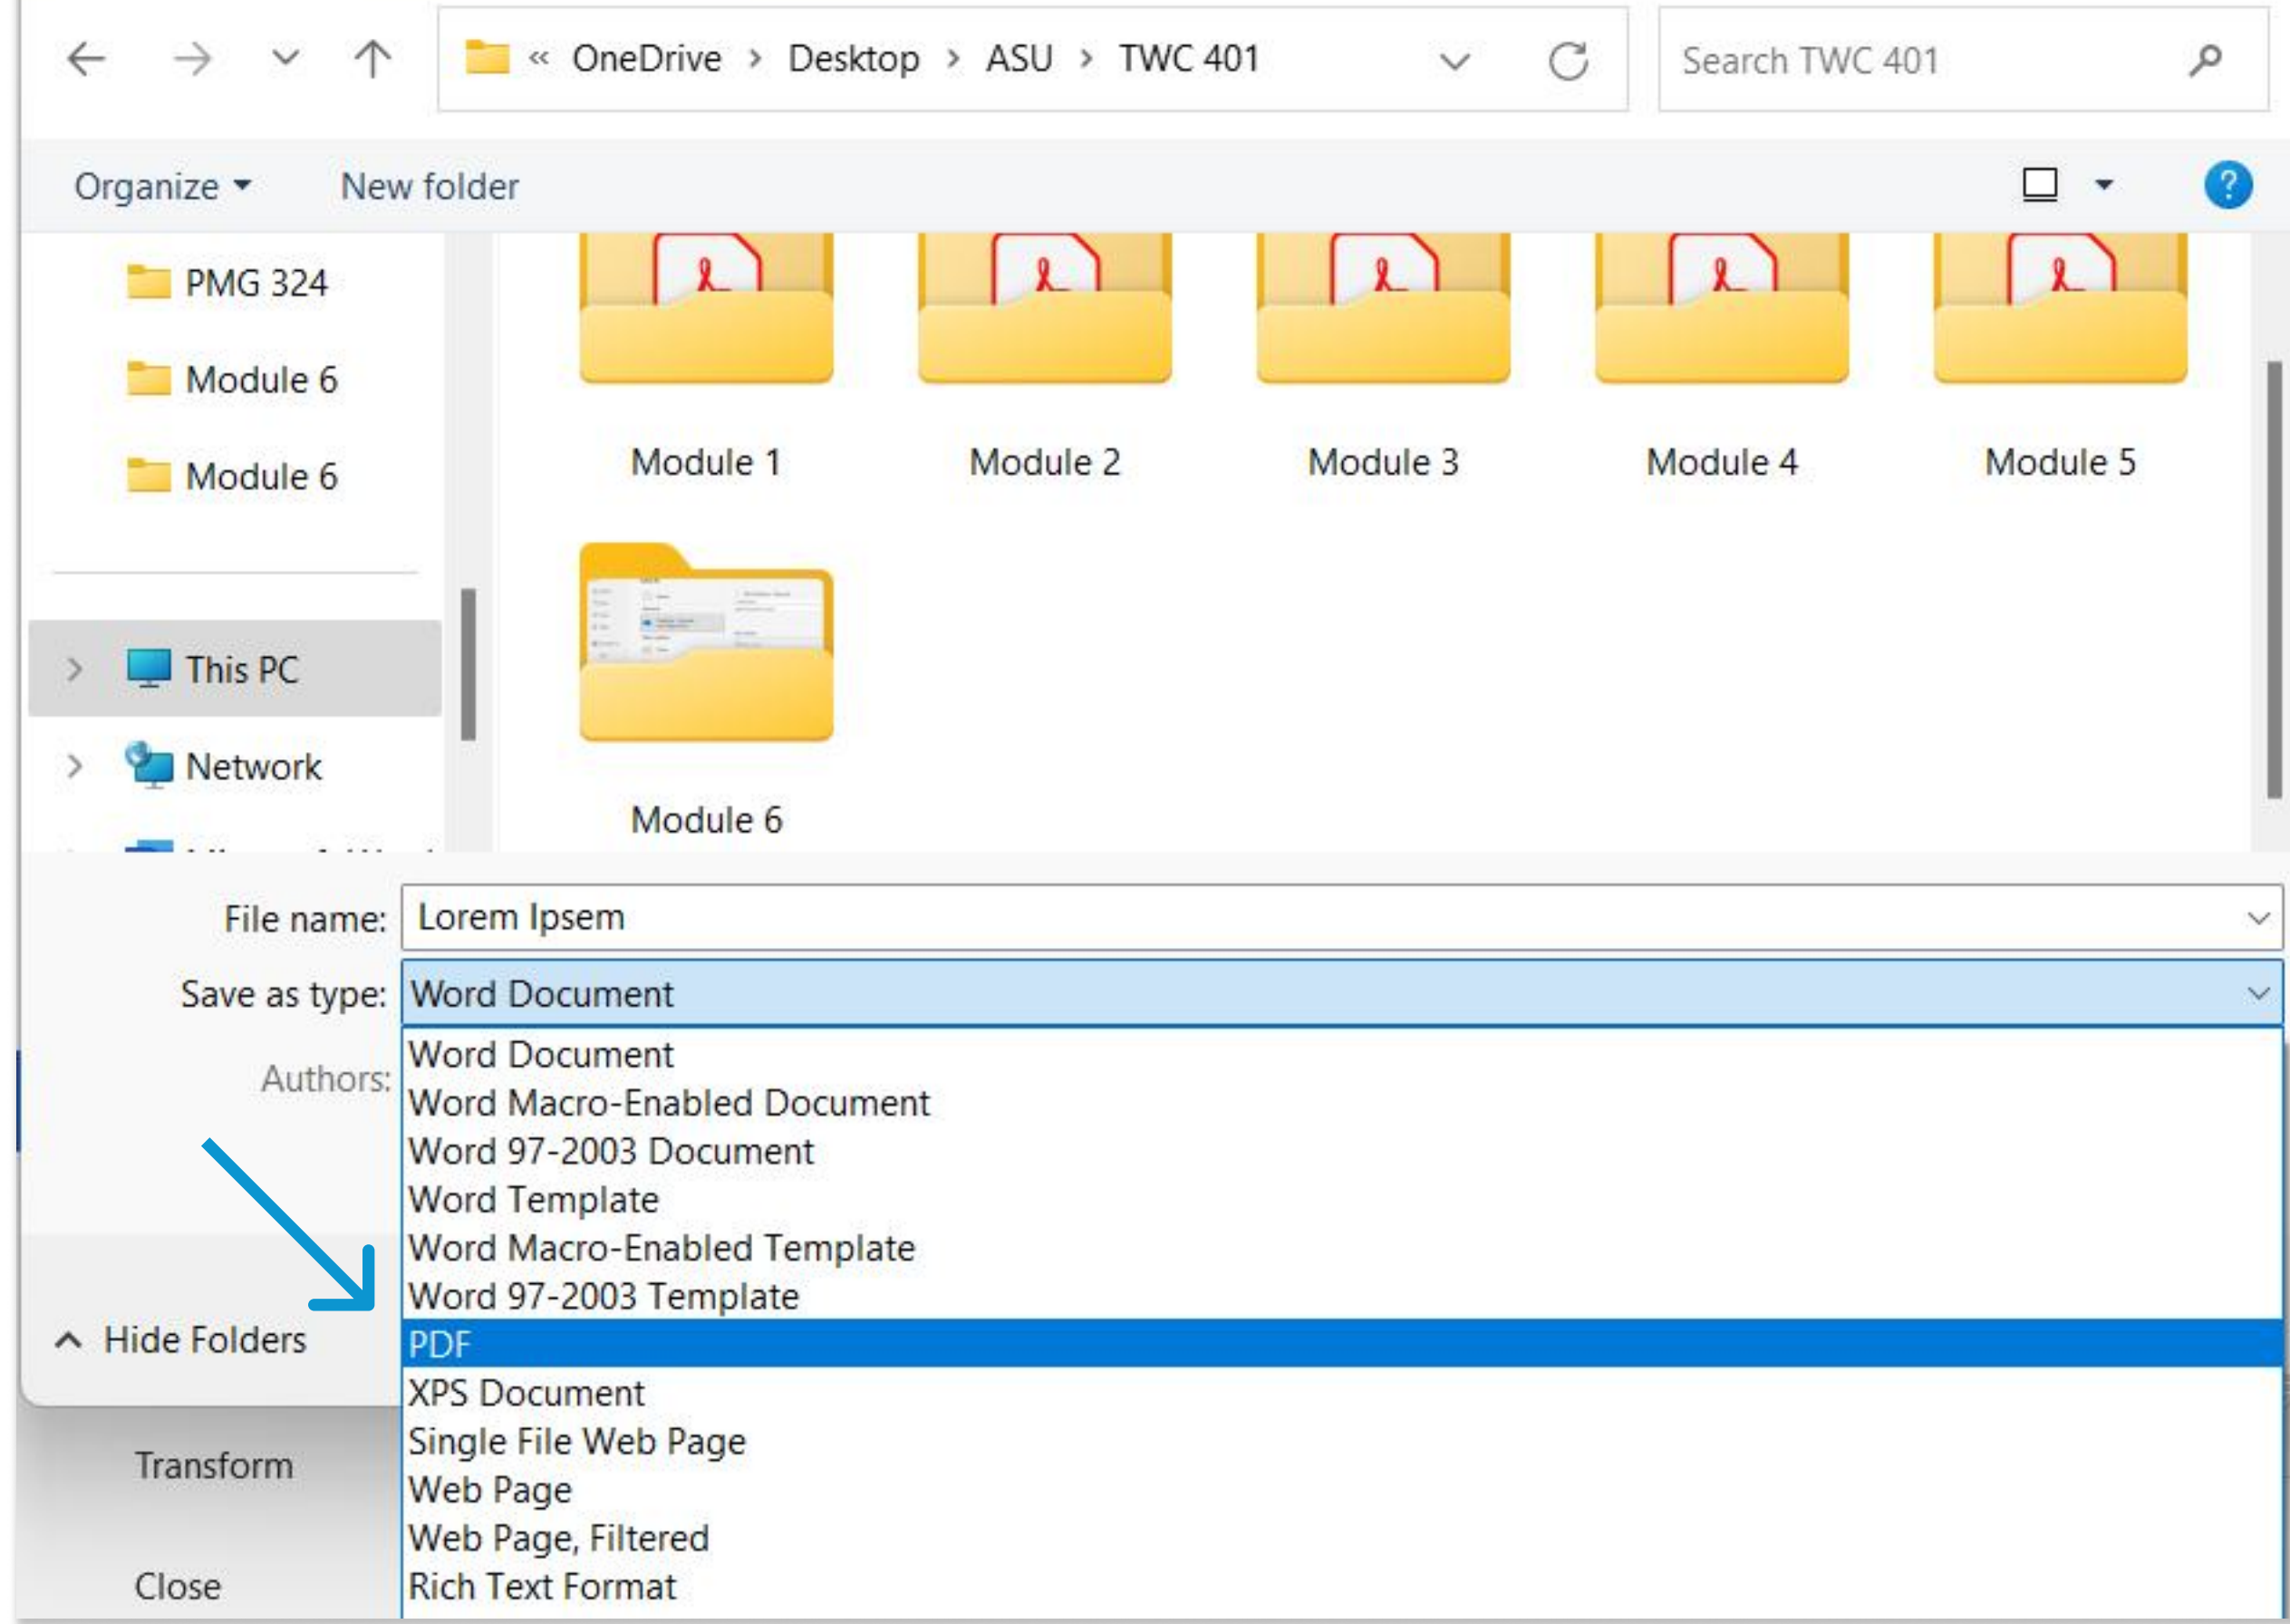 « OneDrive > Desktop > ASU > TWC 401
Search TWC 401
Organize
New folder
PMG 324
Module 6
Module 6
This PC
Network
Module 1
Module 2
Module 3
Module 4
Module 5
Module 6
File name: Lorem Ipsem
Save as type: Word Document
Authors:
Word Document
Word Macro-Enabled Document
Word 97-2003 Document
Word Template
Word Macro-Enabled Template
Word 97-2003 Template
PDF
XPS Document
Single File Web Page
Web Page
Web Page, Filtered
Rich Text Format
Hide Folders
Transform
Close